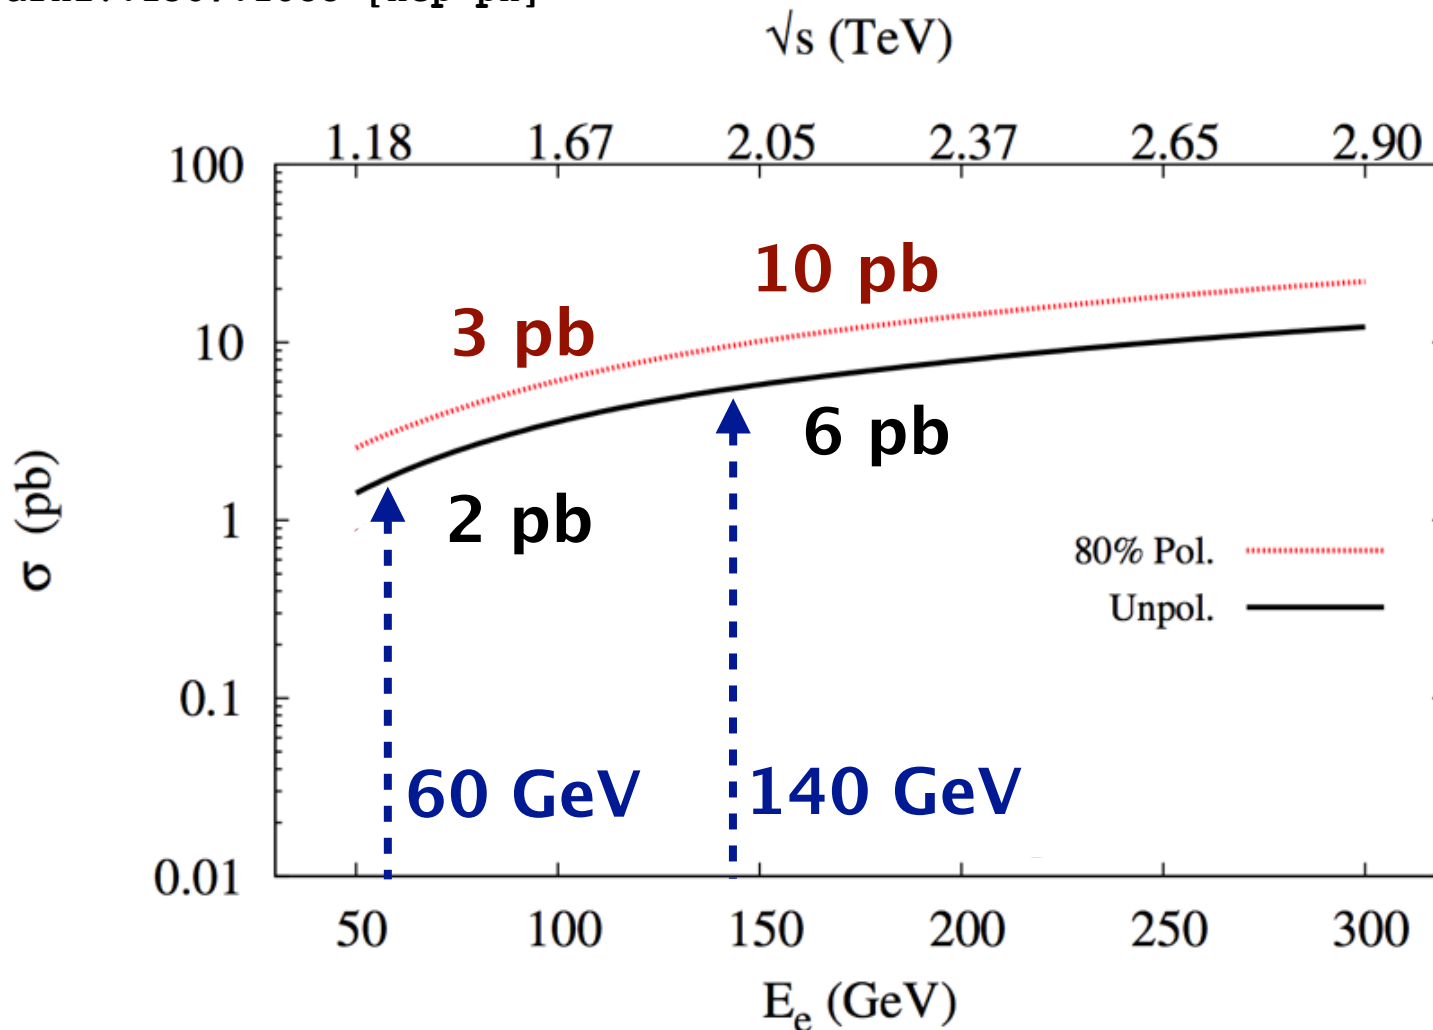 √s (TeV)
1.18 1.67 2.05 2.37 2.65 2.90
100
10 pb
3 pb
10
6 pb
2 pb
1
σ (pb)
80% Pol.
Unpol.
0.1
60 GeV
140 GeV
0.01
50 100 150 200 250 300
E_e (GeV)